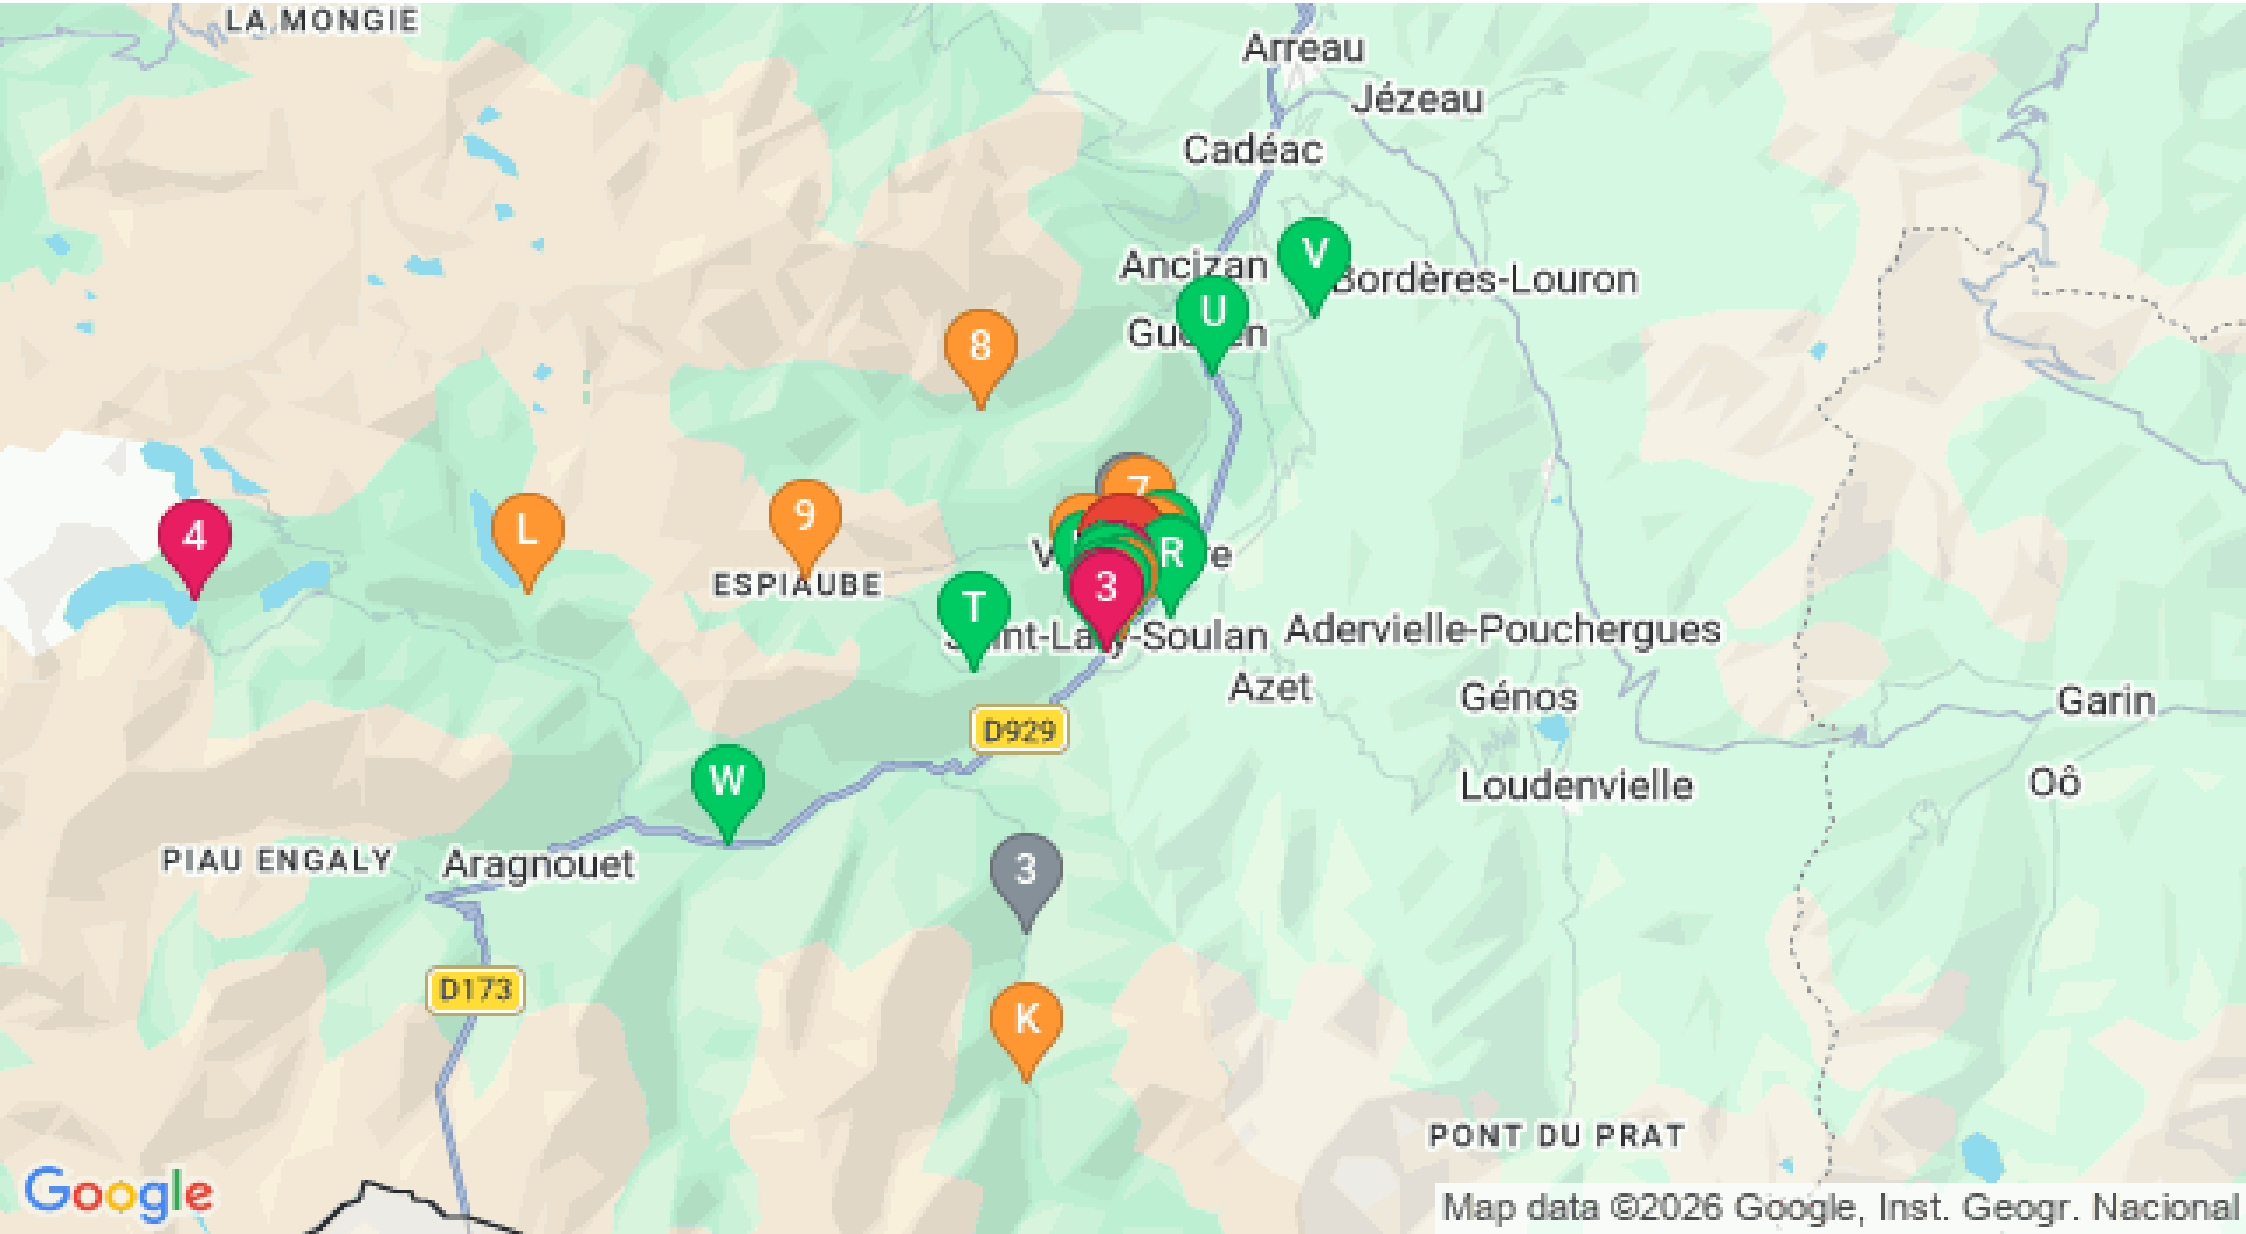 LA MONGIE
Arreau
Jézeau
Cadéac
V
Ancizan
Bordères-Louron
U
8
7
4
L
9
R
ESPIAUBE
3
T
Saint-Lary-Soulan
Adervielle-Pouchergues
Azet
Génos
Garin
D929
W
Loudenvielle
Oô
PIAU ENGALY
Aragnouet
3
D173
K
PONT DU PRAT
Google
Map data ©2026 Google, Inst. Geogr. Nacional